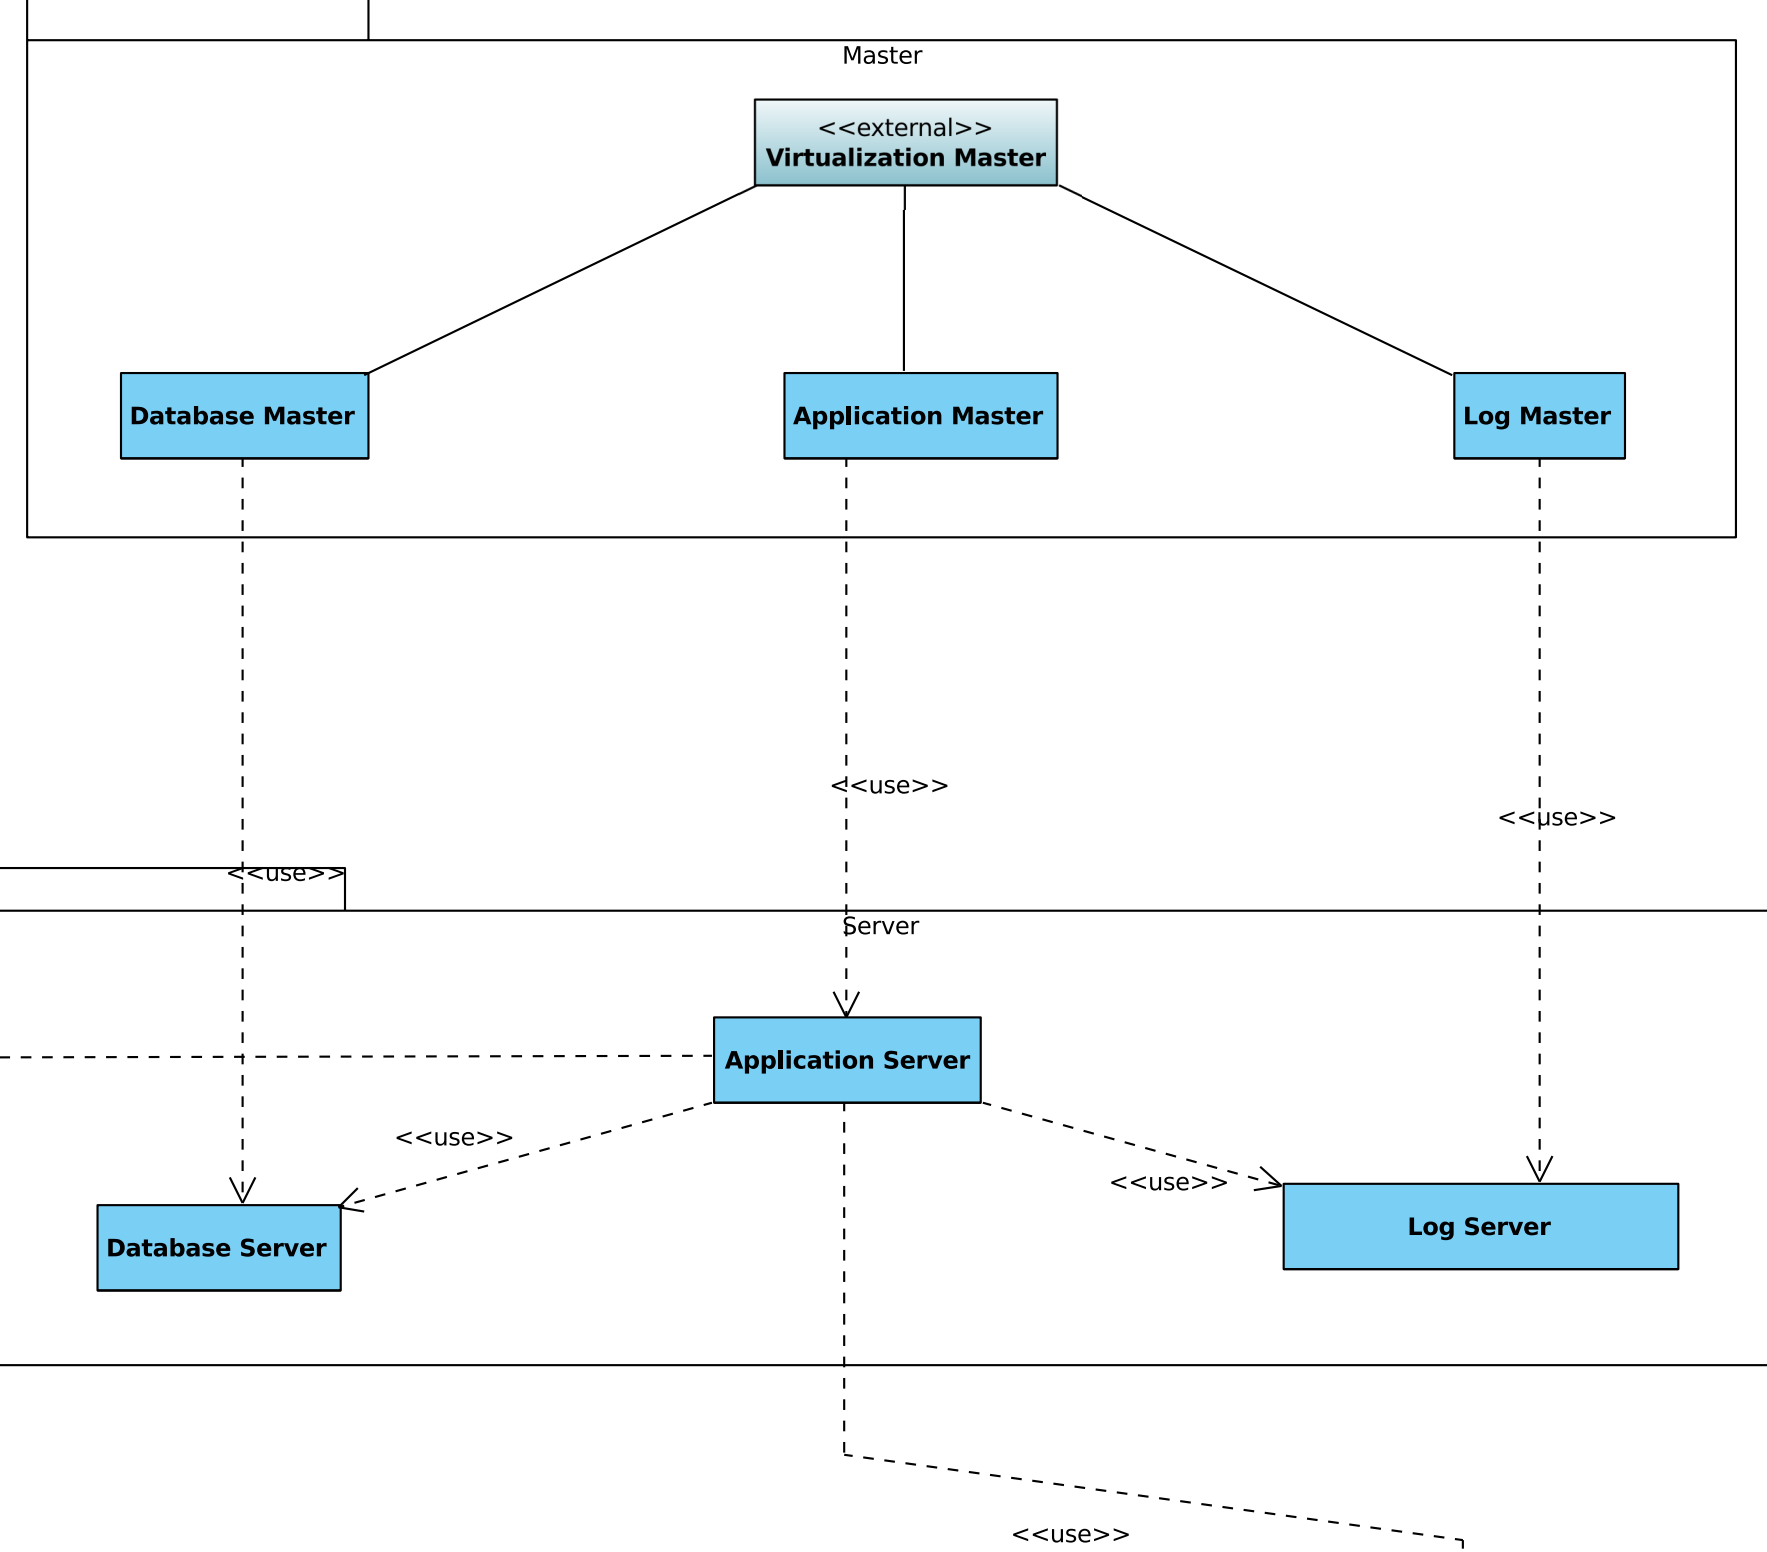 Master
<<external>>
Virtualization Master
Database Master
Application Master
Log Master
<<use>>
<<use>>
<<use>>
Server
Application Server
<<use>>
<<use>>
Log Server
Database Server
<<use>>